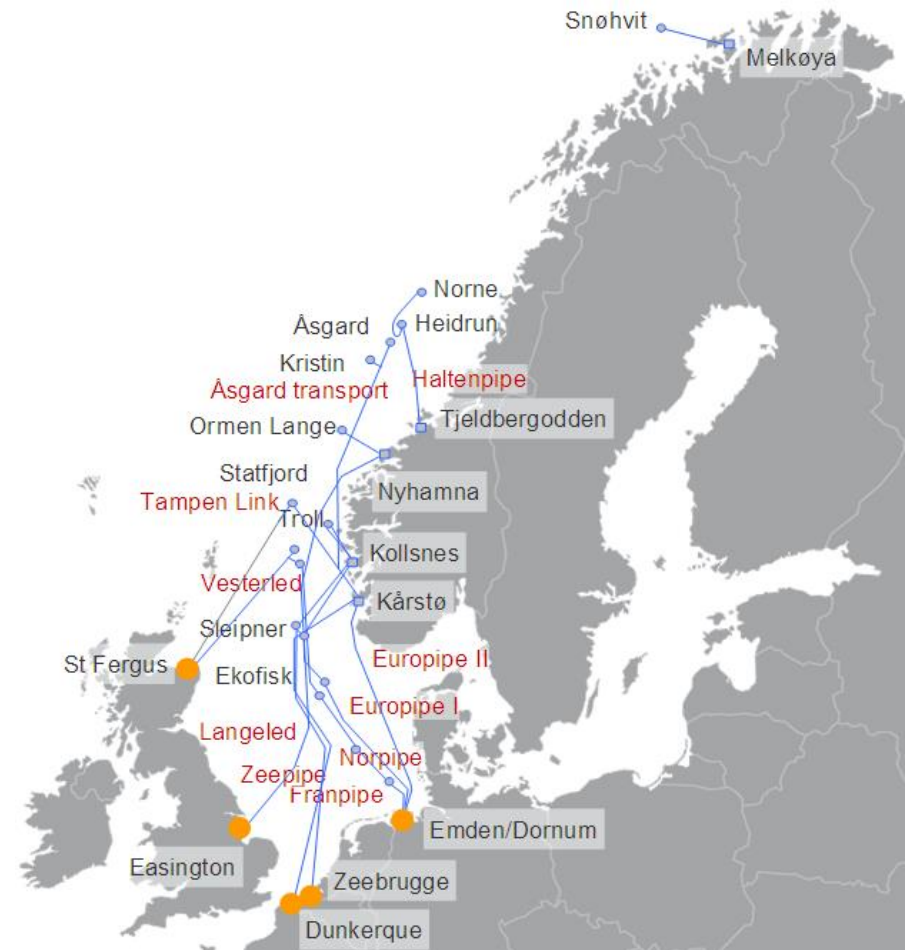 Snøhvit
Melkøya
Norne
Heidrun
Åsgard
Kristin
Haltenpipe
Åsgard transport
Tjeldbergodden
Ormen Lange
Statfjord
Nyhamna
Tampen Link
Troll
Kollsnes
Vesterled
Kårstø
Sleipner
Europipe II
St Fergus
Ekofisk
Europipe I
Langeled
Norpipe
Zeepipe
Franpipe
Emden/Dornum
Easington
Zeebrugge
Dunkerque